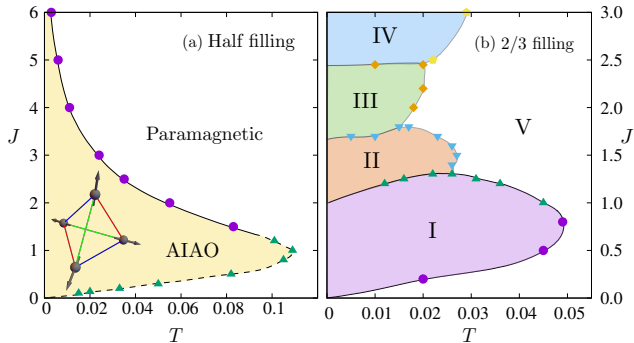 6
5
4
3
2
1
0
J
(a) Half filling
Paramagnetic
AIAO
0
0.02
0.04
0.06
0.08
0.1
T
(b) 2/3 filling
IV
III
II
I
V
3.0
2.5
2.0
1.5
1.0
0.5
0.0
J
0
0.01
0.02
0.03
0.04
0.05
T